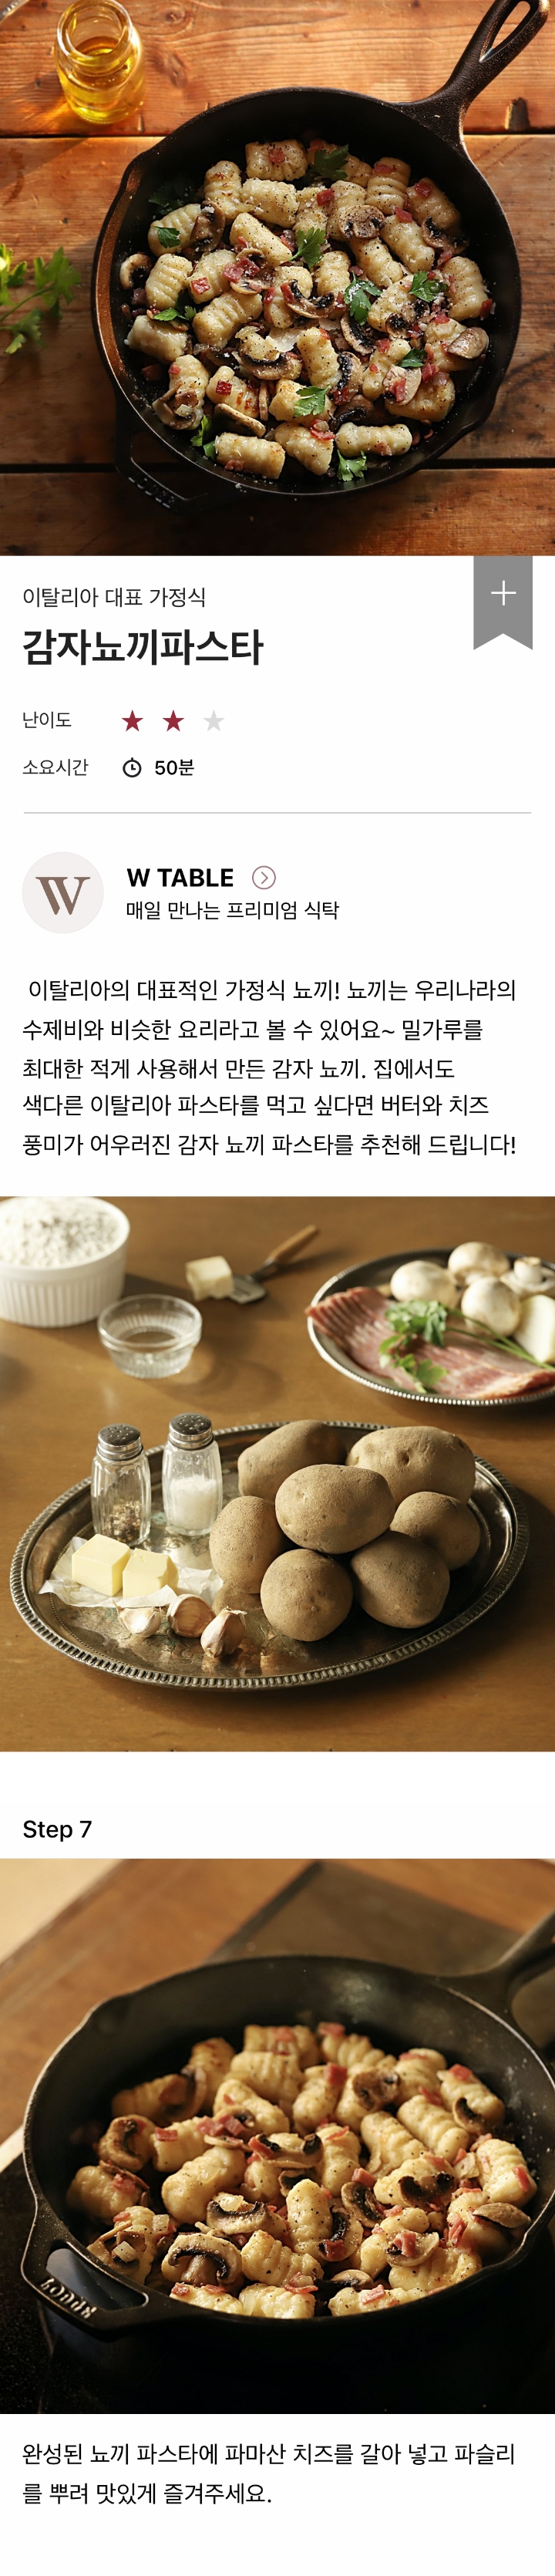 이탈리아 대표 가정식
감자뇨끼파스타
난이도
소요시간 50분
W
W TABLE
매일 만나는 프리미엄 식탁
이탈리아의 대표적인 가정식 뇨끼! 뇨끼는 우리나라의
수제비와 비슷한 요리라고 볼 수 있어요~ 밀가루를
최대한 적게 사용해서 만든 감자 뇨끼. 집에서도
색다른 이탈리아 파스타를 먹고 싶다면 버터와 치즈
풍미가 어우러진 감자 뇨끼 파스타를 추천해 드립니다!
Step 7
완성된 뇨끼 파스타에 파마산 치즈를 갈아 넣고 파슬리
를 뿌려 맛있게 즐겨주세요.